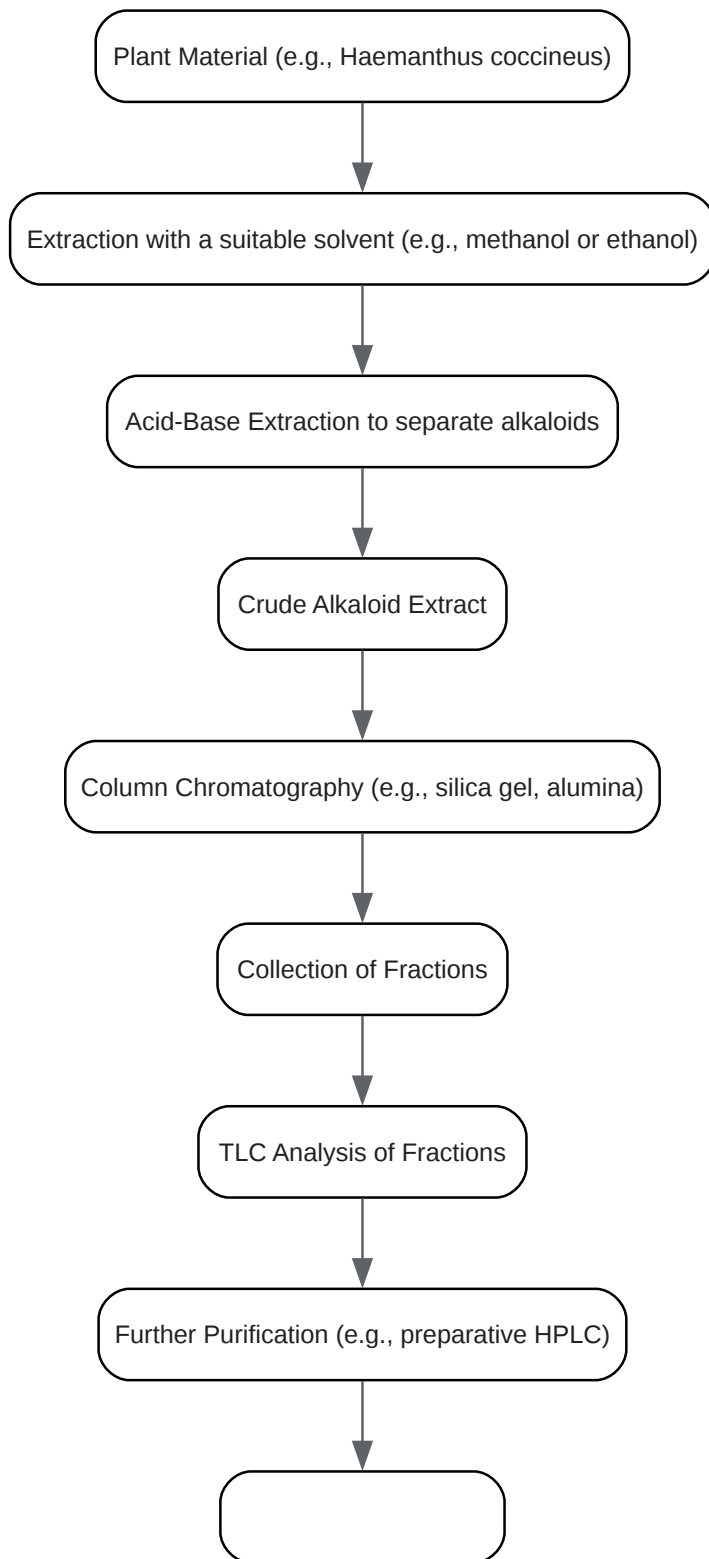 Plant Material (e.g., Haemanthus coccineus)
Extraction with a suitable solvent (e.g., methanol or ethanol)
Acid-Base Extraction to separate alkaloids
Crude Alkaloid Extract
Column Chromatography (e.g., silica gel, alumina)
Collection of Fractions
TLC Analysis of Fractions
Further Purification (e.g., preparative HPLC)